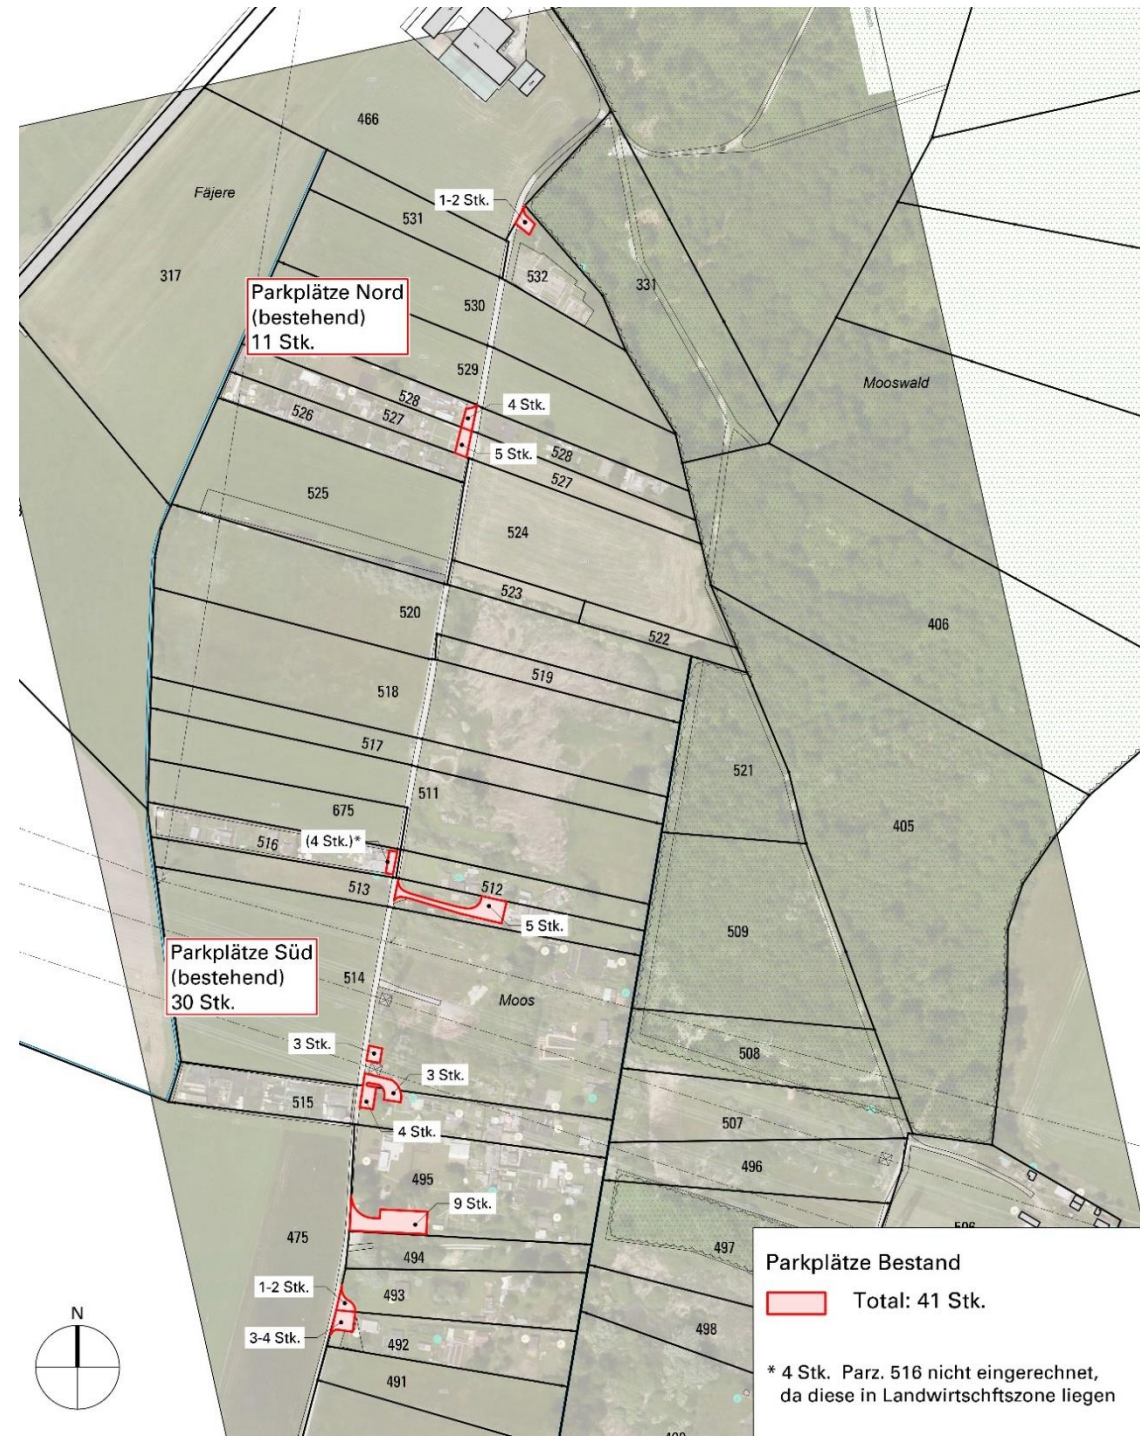 466
Fäjere
1-2 Stk.
531
532
317
331
Parkplätze Nord
(bestehend)
11 Stk.
530
529
Mooswald
528
4 Stk.
526
527
5 Stk.
528
527
525
524
523
520
522
406
519
518
517
521
511
675
405
(4 Stk.)*
516
513
512
5 Stk.
509
Parkplätze Süd
(bestehend)
30 Stk.
514
Moos
3 Stk.
508
3 Stk.
515
4 Stk.
507
496
495
9 Stk.
506
475
494
497
1-2 Stk.
493
3-4 Stk.
492
498
491
N
Parkplätze Bestand
Total: 41 Stk.
* 4 Stk. Parz. 516 nicht eingerechnet,
da diese in Landwirtschftszone liegen